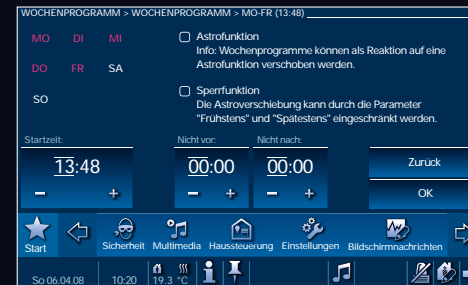 WOCHENPROGRAMM > WOCHENPROGRAMM > MO-FR (13:48)
MO DI MI
DO FR SA
SO
Astrofunktion
Info: Wochenprogramme können als Reaktion auf eine
Astrofunktion verschoben werden.
Sperrfunktion
Die Astroverschiebung kann durch die Parameter
"Frühstens" und "Spätestens" eingeschränkt werden.
Startzeit: Nicht vor: Nicht nach:
13:48 00:00 00:00
- + - + - +
Zurück
OK
Start Sicherheit Multimedia Haussteuerung Einstellungen Bildschirmnachrichten
So 06.04.08 10:20 19.3 °C